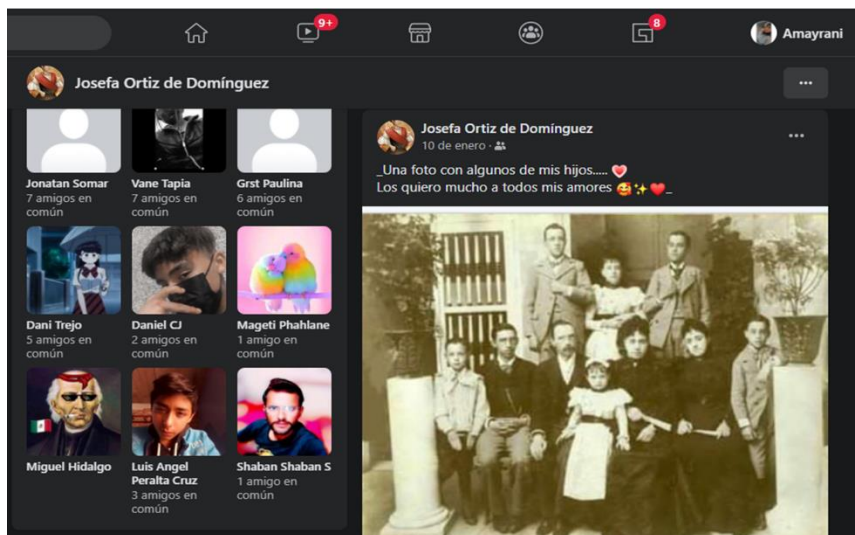 9+
8
Amayrani
Josefa Ortiz de Domínguez
Jonatan Somar
7 amigos en
común
Vane Tapia
7 amigos en
común
Grst Paulina
6 amigos en
común
Dani Trejo
5 amigos en
común
Daniel CJ
2 amigos en
común
Mageti Phahlane
1 amigo en
común
Miguel Hidalgo
Luis Angel
Peralta Cruz
3 amigos en
común
Shaban Shaban S
1 amigo en
común
Josefa Ortiz de Domínguez
10 de enero ·
_Una foto con algunos de mis hijos..... ❤
Los quiero mucho a todos mis amores 🥰✨❤_